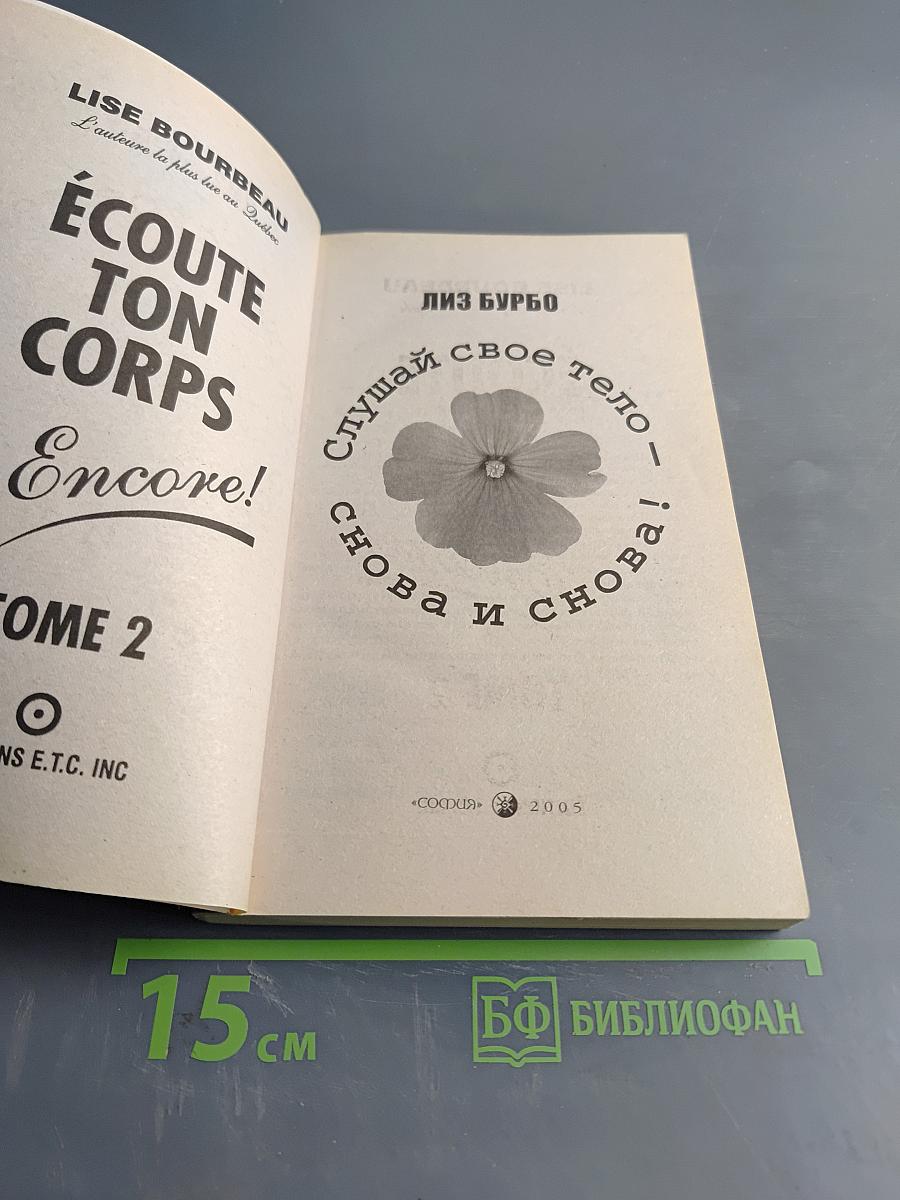 LISE BOURBEAU
L'auteure la plus lue au Québec
ÉCOUTE
TON
CORPS
Encore!
TOME 2
NS E.T.C. INC
ЛИЗ БУРБО
Слушай свое тело –
снова и снова!
«СОФИЯ» 2005
15 см
БФ БИБЛИОФАН